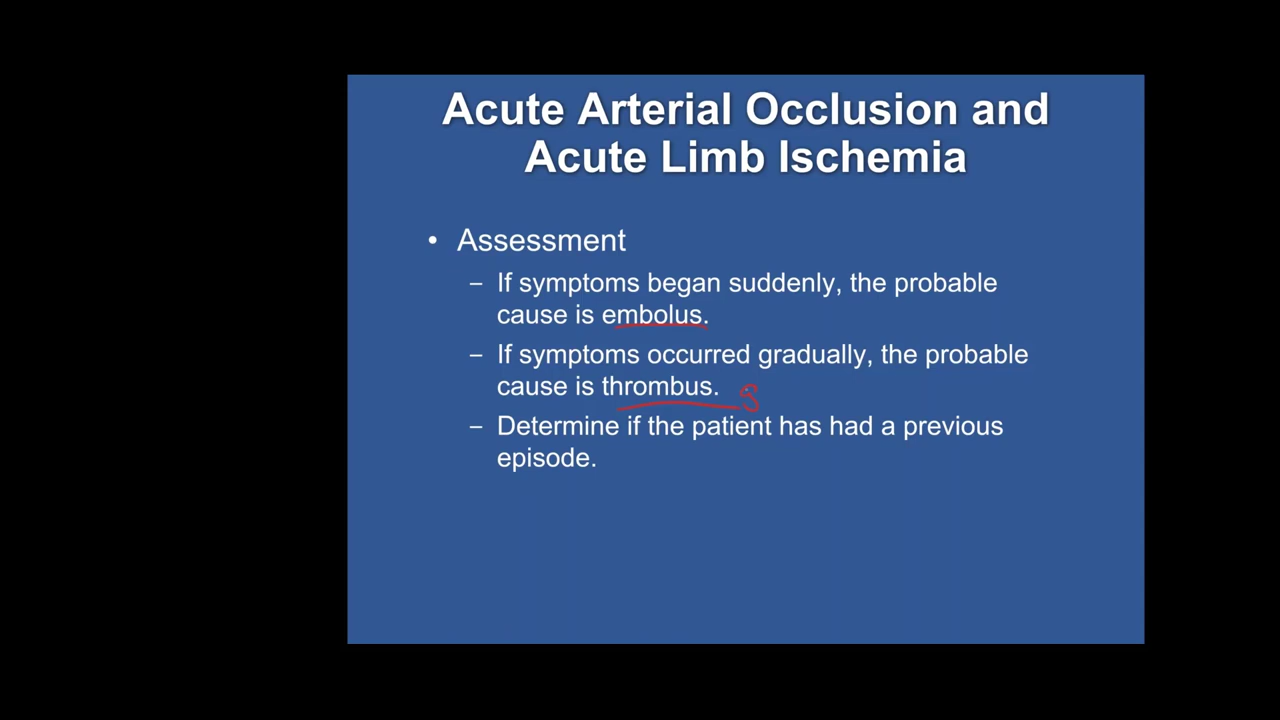 Acute Arterial Occlusion and
Acute Limb Ischemia
• Assessment
– If symptoms began suddenly, the probable
cause is embolus.
– If symptoms occurred gradually, the probable
cause is thrombus.
– Determine if the patient has had a previous
episode.